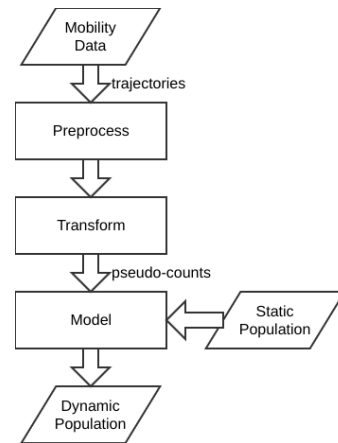 Mobility
Data
trajectories
Preprocess
Transform
pseudo-counts
Model
Static
Population
Dynamic
Population